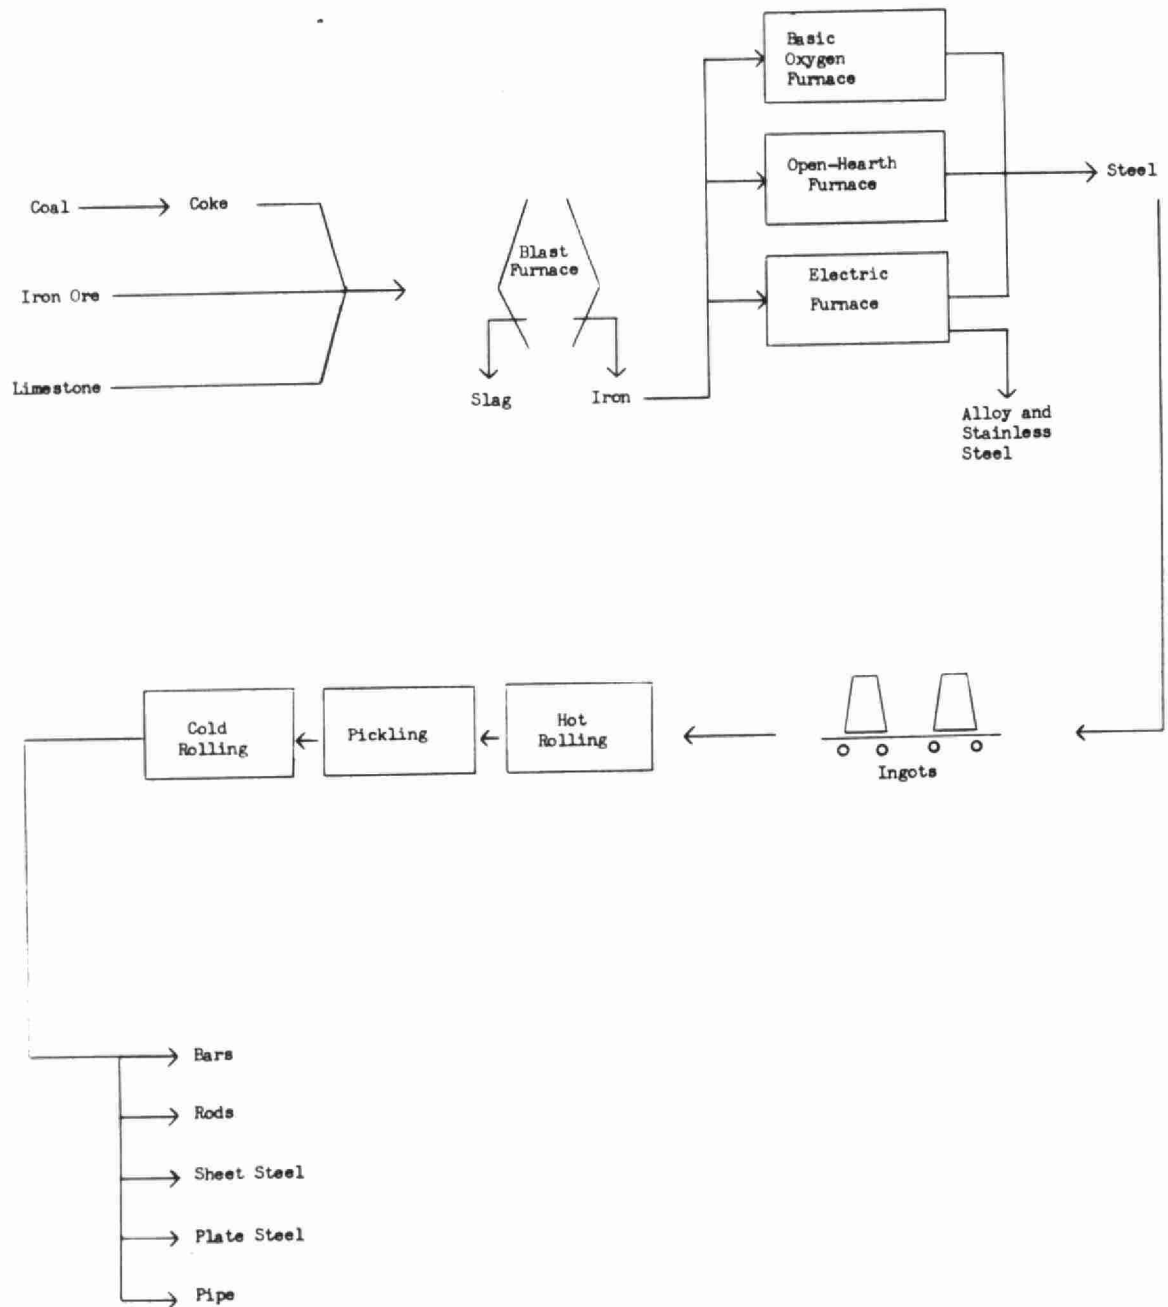 Basic
Oxygen
Furnace
Open-Hearth
Furnace
Steel
Coal
Coke
Blast
Furnace
Electric
Furnace
Iron Ore
Limestone
Slag
Iron
Alloy and
Stainless
Steel
Cold
Rolling
Pickling
Hot
Rolling
Ingots
Bars
Rods
Sheet Steel
Plate Steel
Pipe